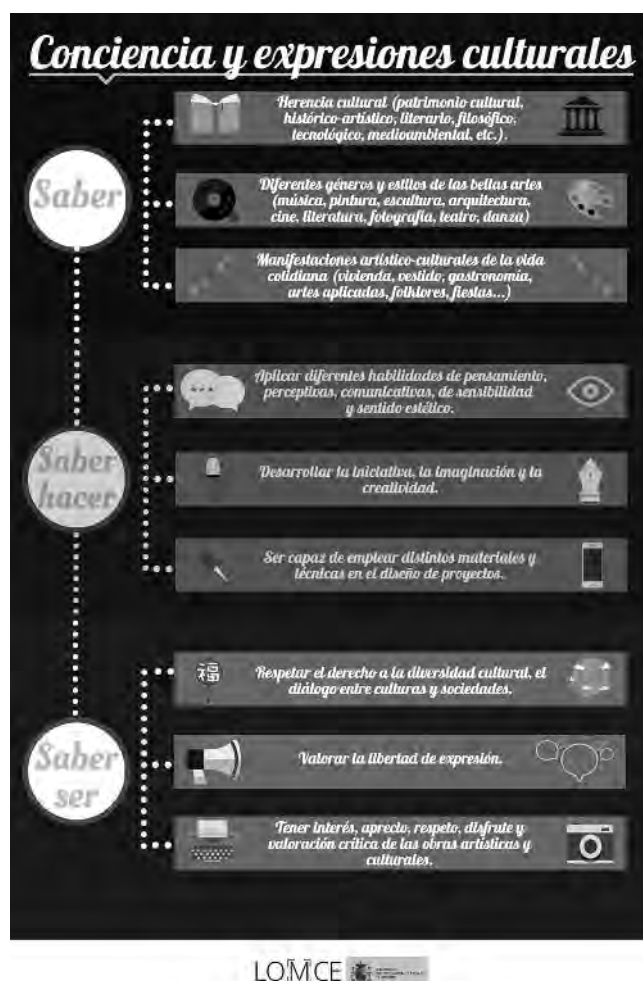 Conciencia y expresiones culturales
Saber
Herencia cultural (patrimonio cultural,
histórico-artístico, literario, filosófico,
tecnológico, medioambiental, etc.).
Diferentes géneros y estilos de las bellas artes
(música, pintura, escultura, arquitectura,
cine, literatura, fotografía, teatro, danza)
Manifestaciones artístico-culturales de la vida
cotidiana (vivienda, vestido, gastronomía,
artes aplicadas, folklores, fiestas...)
Saber
hacer
Aplicar diferentes habilidades de pensamiento,
perceptivas, comunicativas, de sensibilidad
y sentido estético.
Desarrollar la iniciativa, la imaginación y la
creatividad.
Ser capaz de emplear distintos materiales y
técnicas en el diseño de proyectos.
Saber
ser
福
Respetar el derecho a la diversidad cultural, el
diálogo entre culturas y sociedades.
Valorar la libertad de expresión.
Tener interés, aprecio, respeto, disfrute y
valoración crítica de las obras artísticas y
culturales.
LOMCE